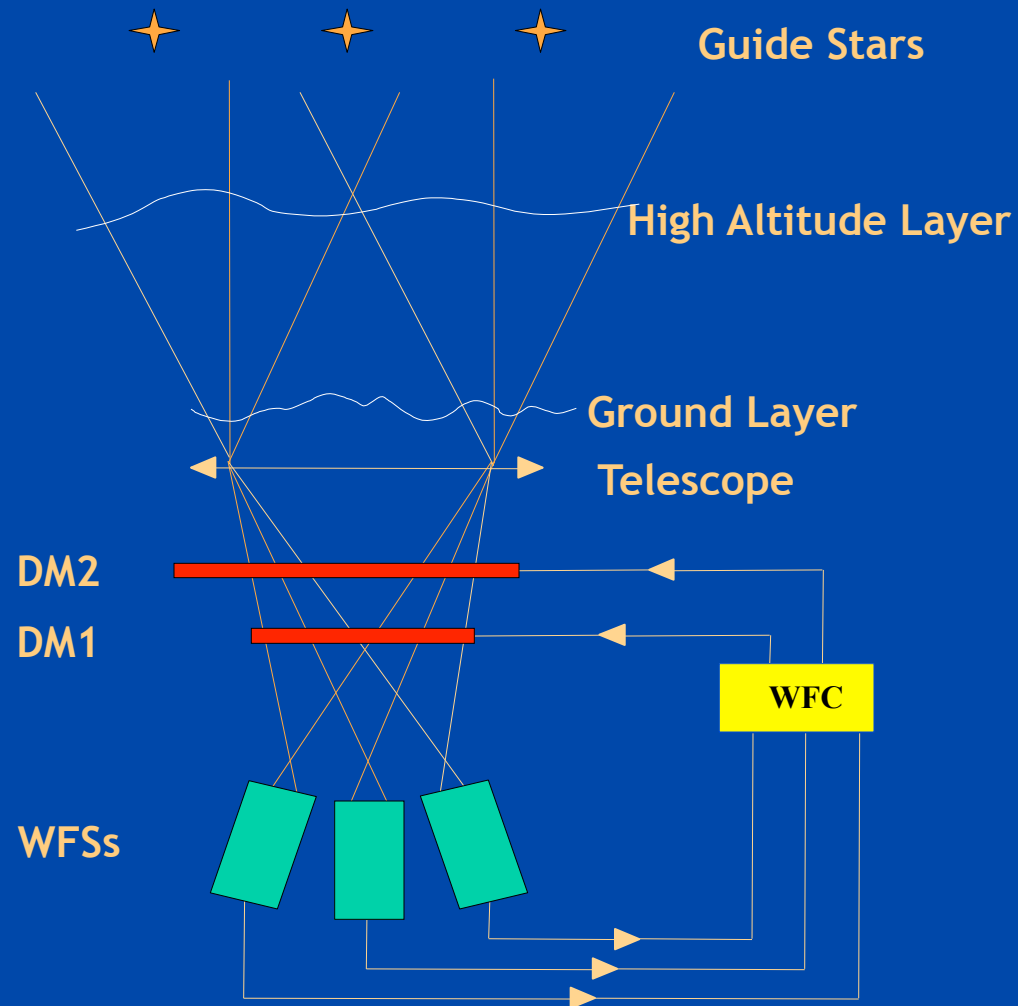 Guide Stars
High Altitude Layer
Ground Layer
Telescope
DM2
DM1
WFC
WFSs